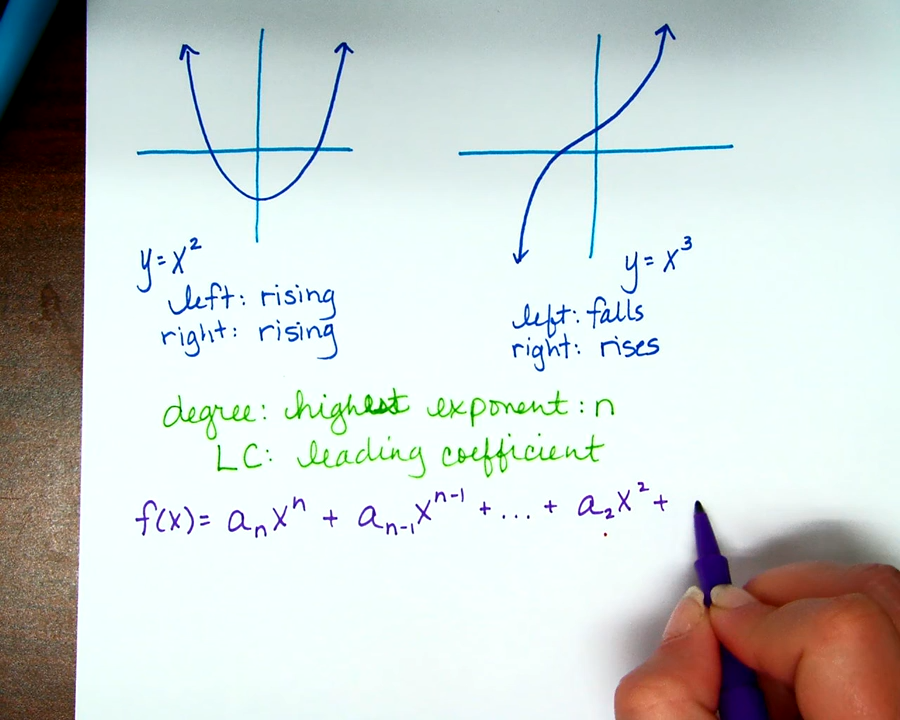 y = x²
left: rising
right: rising
y = x³
left: falls
right: rises
degree: highest exponent: n
LC: leading coefficient
f(x) = aₙxⁿ + aₙ₋₁xⁿ⁻¹ + ... + a₂x² +